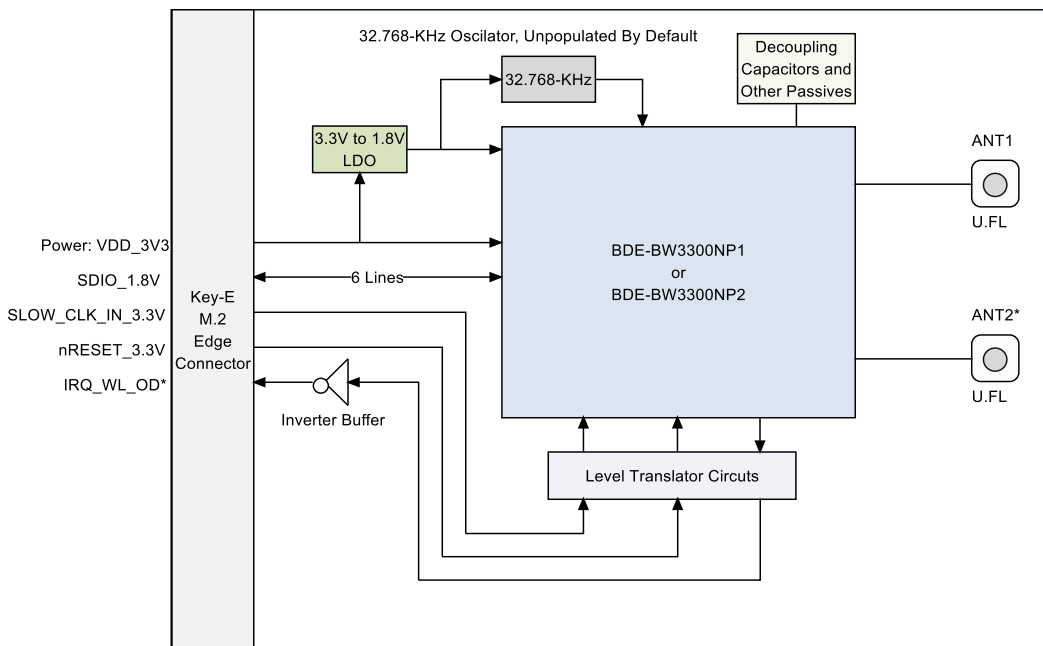 32.768-KHz Oscilator, Unpopulated By Default
32.768-KHz
Decoupling
Capacitors and
Other Passives
3.3V to 1.8V
LDO
ANT1
U.FL
Power: VDD_3V3
SDIO_1.8V
6 Lines
SLOW_CLK_IN_3.3V
nRESET_3.3V
IRQ_WL_OD*
Key-E
M.2
Edge
Connector
BDE-BW3300NP1
or
BDE-BW3300NP2
ANT2*
U.FL
Inverter Buffer
Level Translator Circuts